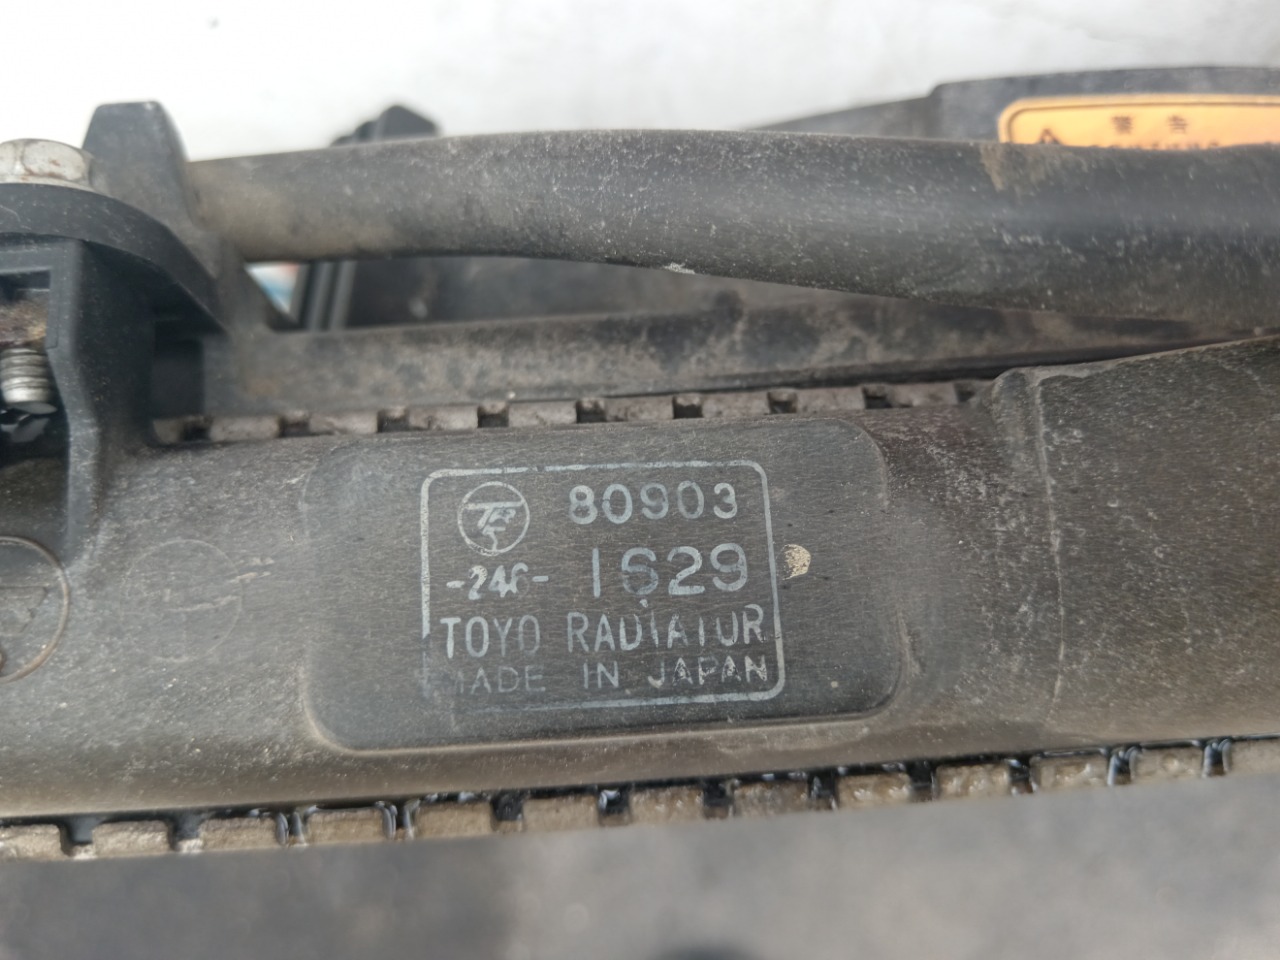 警告
80903
-246- 1629
TOYO RADIATOR
MADE IN JAPAN